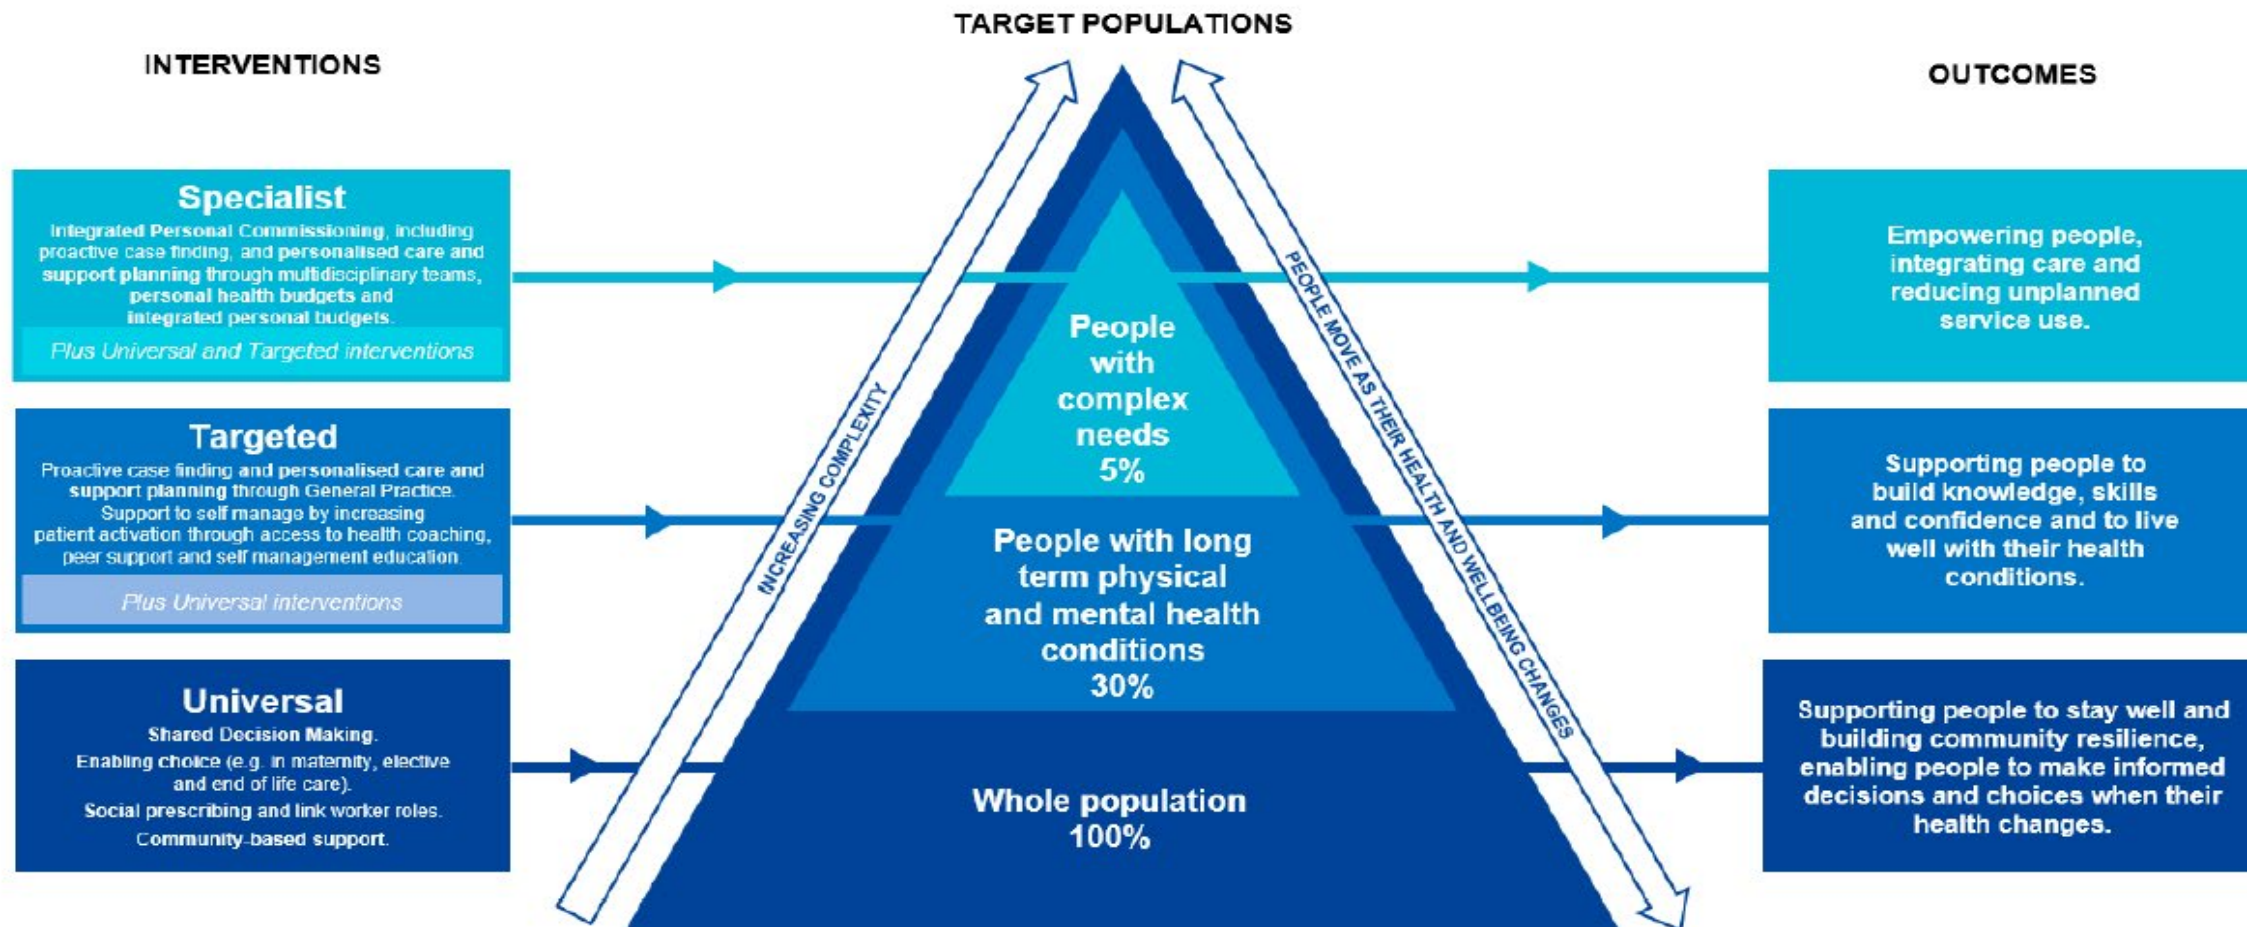 TARGET POPULATIONS
INTERVENTIONS
OUTCOMES
Specialist
Integrated Personal Commissioning, including
proactive case finding, and personalised care and
support planning through multidisciplinary teams,
personal health budgets and
integrated personal budgets.
Plus Universal and Targeted interventions
Targeted
Proactive case finding and personalised care and
support planning through General Practice.
Support to self manage by increasing
patient activation through access to health coaching,
peer support and self management education.
Plus Universal interventions
Universal
Shared Decision Making.
Enabling choice (e.g. in maternity, elective
and end of life care).
Social prescribing and link worker roles.
Community-based support.
INCREASING COMPLEXITY
People
with
complex
needs
5%
People with long
term physical
and mental health
conditions
30%
Whole population
100%
PEOPLE MOVE AS THEIR HEALTH AND WELLBEING CHANGES
Empowering people,
integrating care and
reducing unplanned
service use.
Supporting people to
build knowledge, skills
and confidence and to live
well with their health
conditions.
Supporting people to stay well and
building community resilience,
enabling people to make informed
decisions and choices when their
health changes.